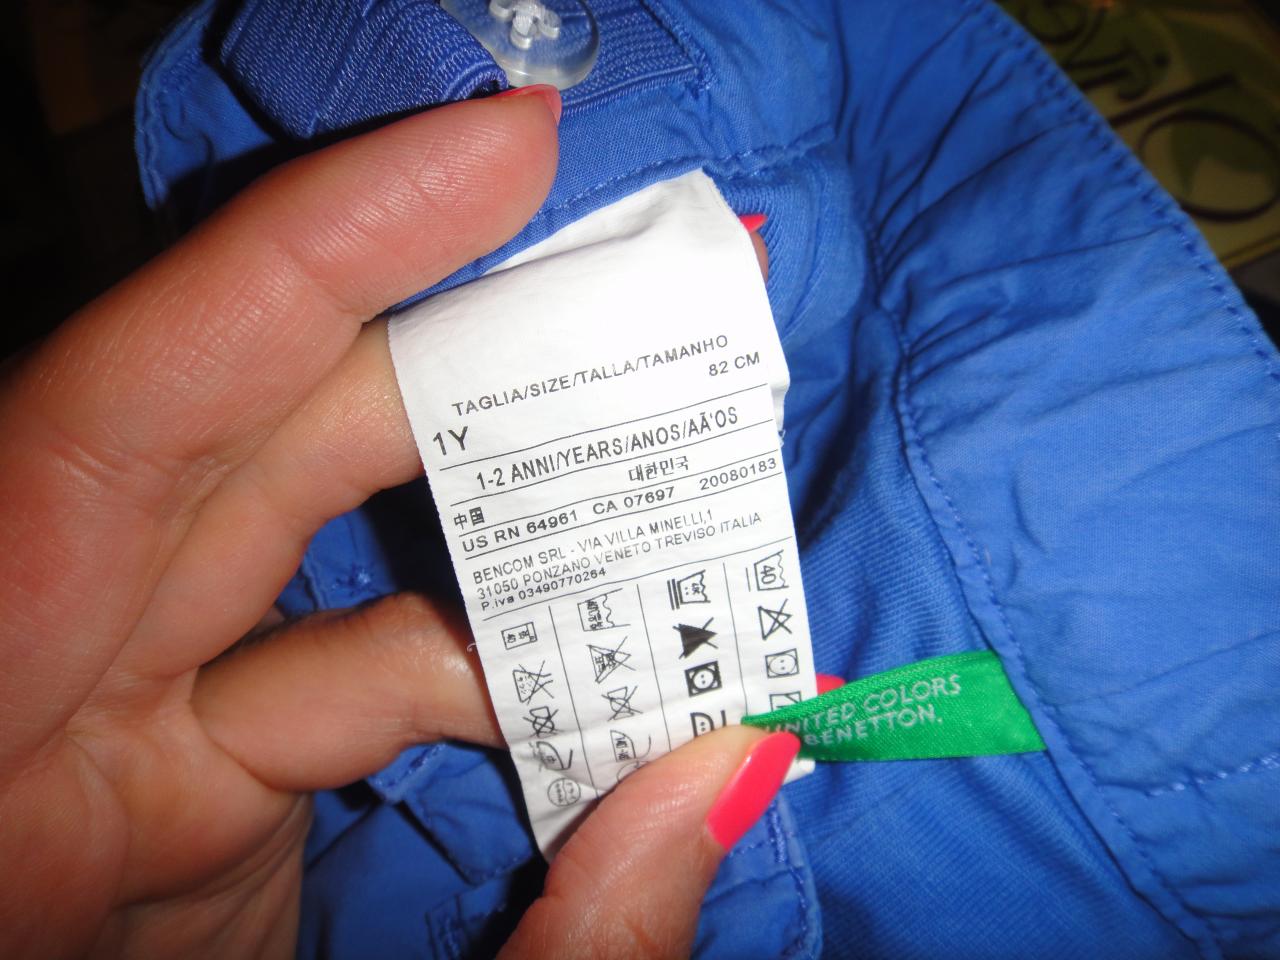 TAGLIA/SIZE/TALLA/TAMANHO
82 CM
1Y
1-2 ANNI/YEARS/ANOS/AÃ'OS
대한민국
中国
US RN 64961 CA 07697 20080183
BENCOM SRL - VIA VILLA MINELLI,1
31050 PONZANO VENETO TREVISO ITALIA
P.iva 03490770264
40
UNITED COLORS
BENETTON.